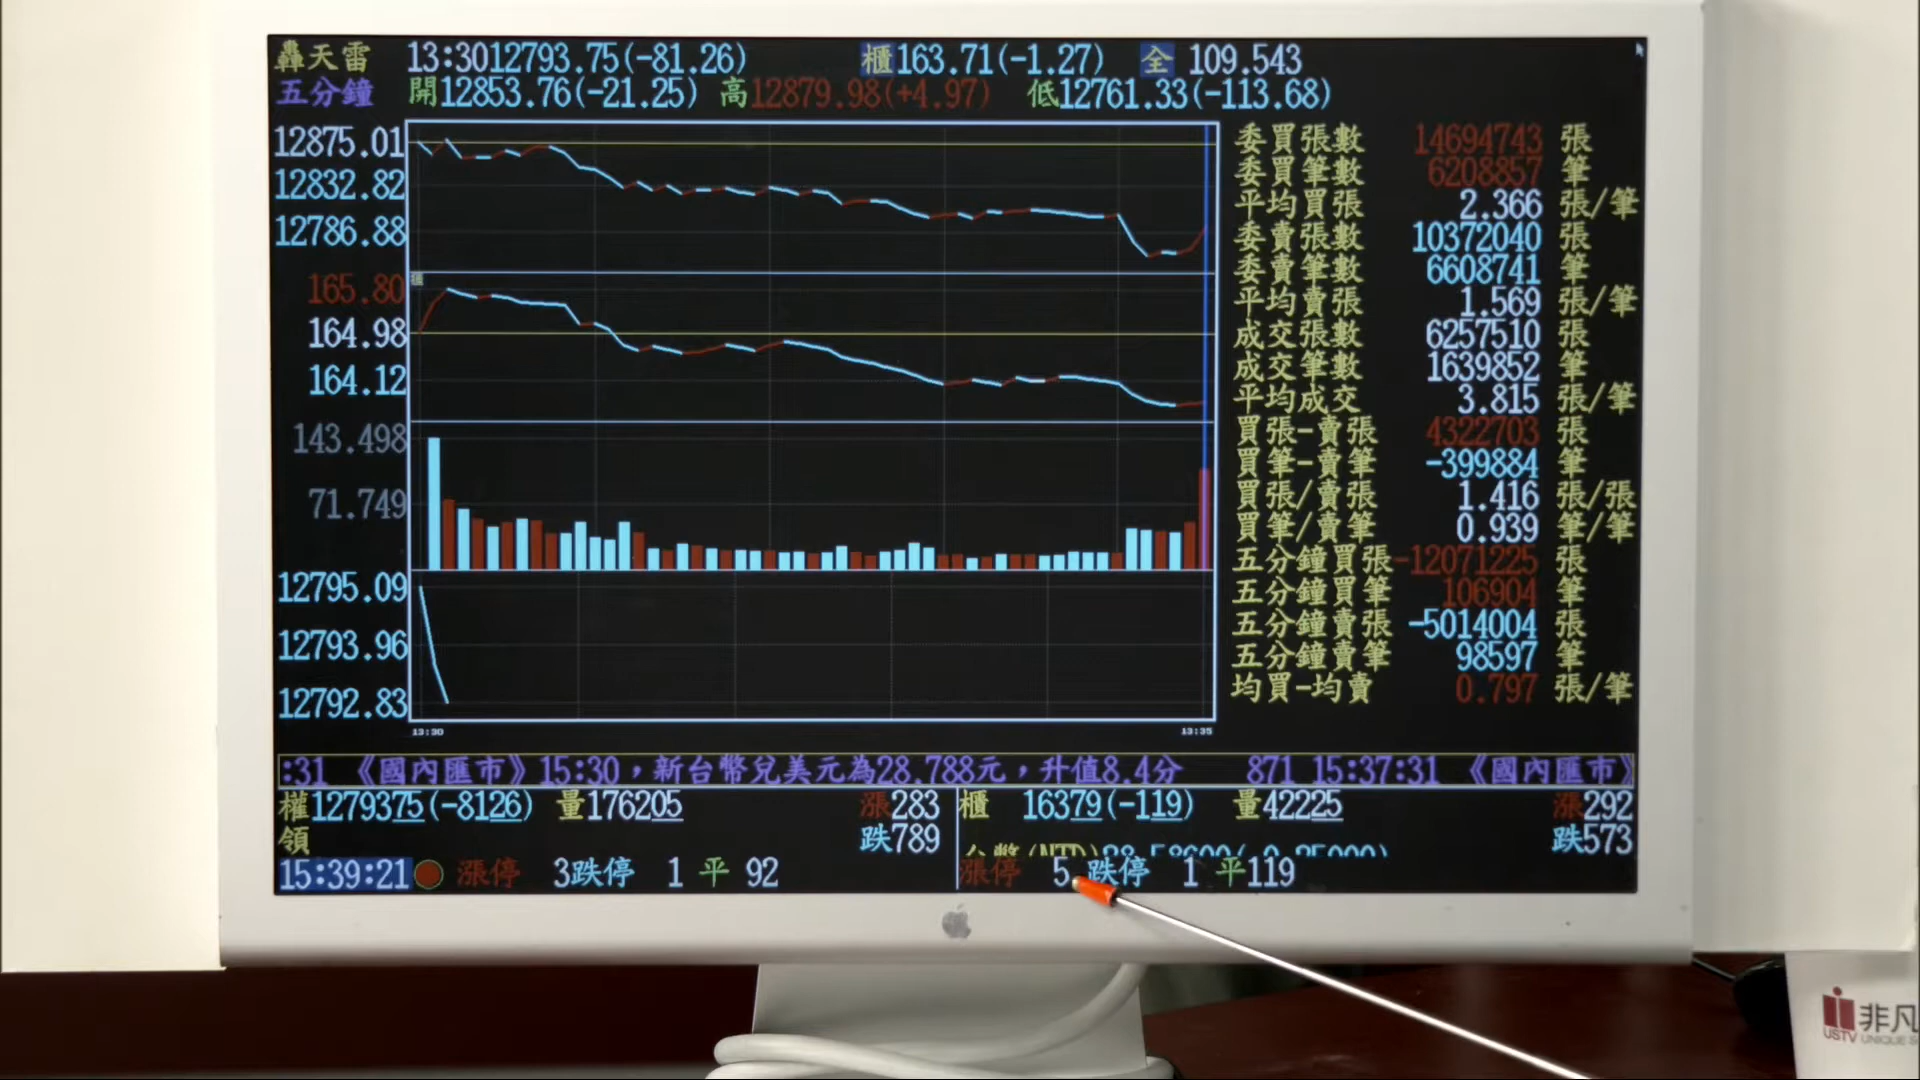 轟天雷 13:30 12793.75(-81.26) 櫃163.71(-1.27) 全 109.543
五分鐘 開12853.76(-21.25) 高12879.98(+4.97) 低12761.33(-113.68)
12875.01
12832.82
12786.88
165.80
164.98
164.12
143.498
71.749
12795.09
12793.96
12792.83
櫃
13:30 13:35
委買張數 14694743 張
委買筆數 6208857 筆
平均買張 2.366 張/筆
委賣張數 10372040 張
委賣筆數 6608741 筆
平均賣張 1.569 張/筆
成交張數 6257510 張
成交筆數 1639852 筆
平均成交 3.815 張/筆
買張-賣張 4322703 張
買筆-賣筆 -399884 筆
買張/賣張 1.416 張/張
買筆/賣筆 0.939 筆/筆
五分鐘買張 -12071225 張
五分鐘買筆 106904 筆
五分鐘賣張 -5014004 張
五分鐘賣筆 98597 筆
均買-均賣 0.797 張/筆
:31 《國內匯市》15:30，新台幣兌美元為28.788元，升值8.4分 871 15:37:31 《國內匯市》
權1279375(-8126) 量176205 漲283 櫃 16379(-119) 量42225 漲292
領 跌789 跌573
15:39:21 漲停 3跌停 1 平 92 漲停 5 跌停 1 平119
非凡
USTV UNIQUE